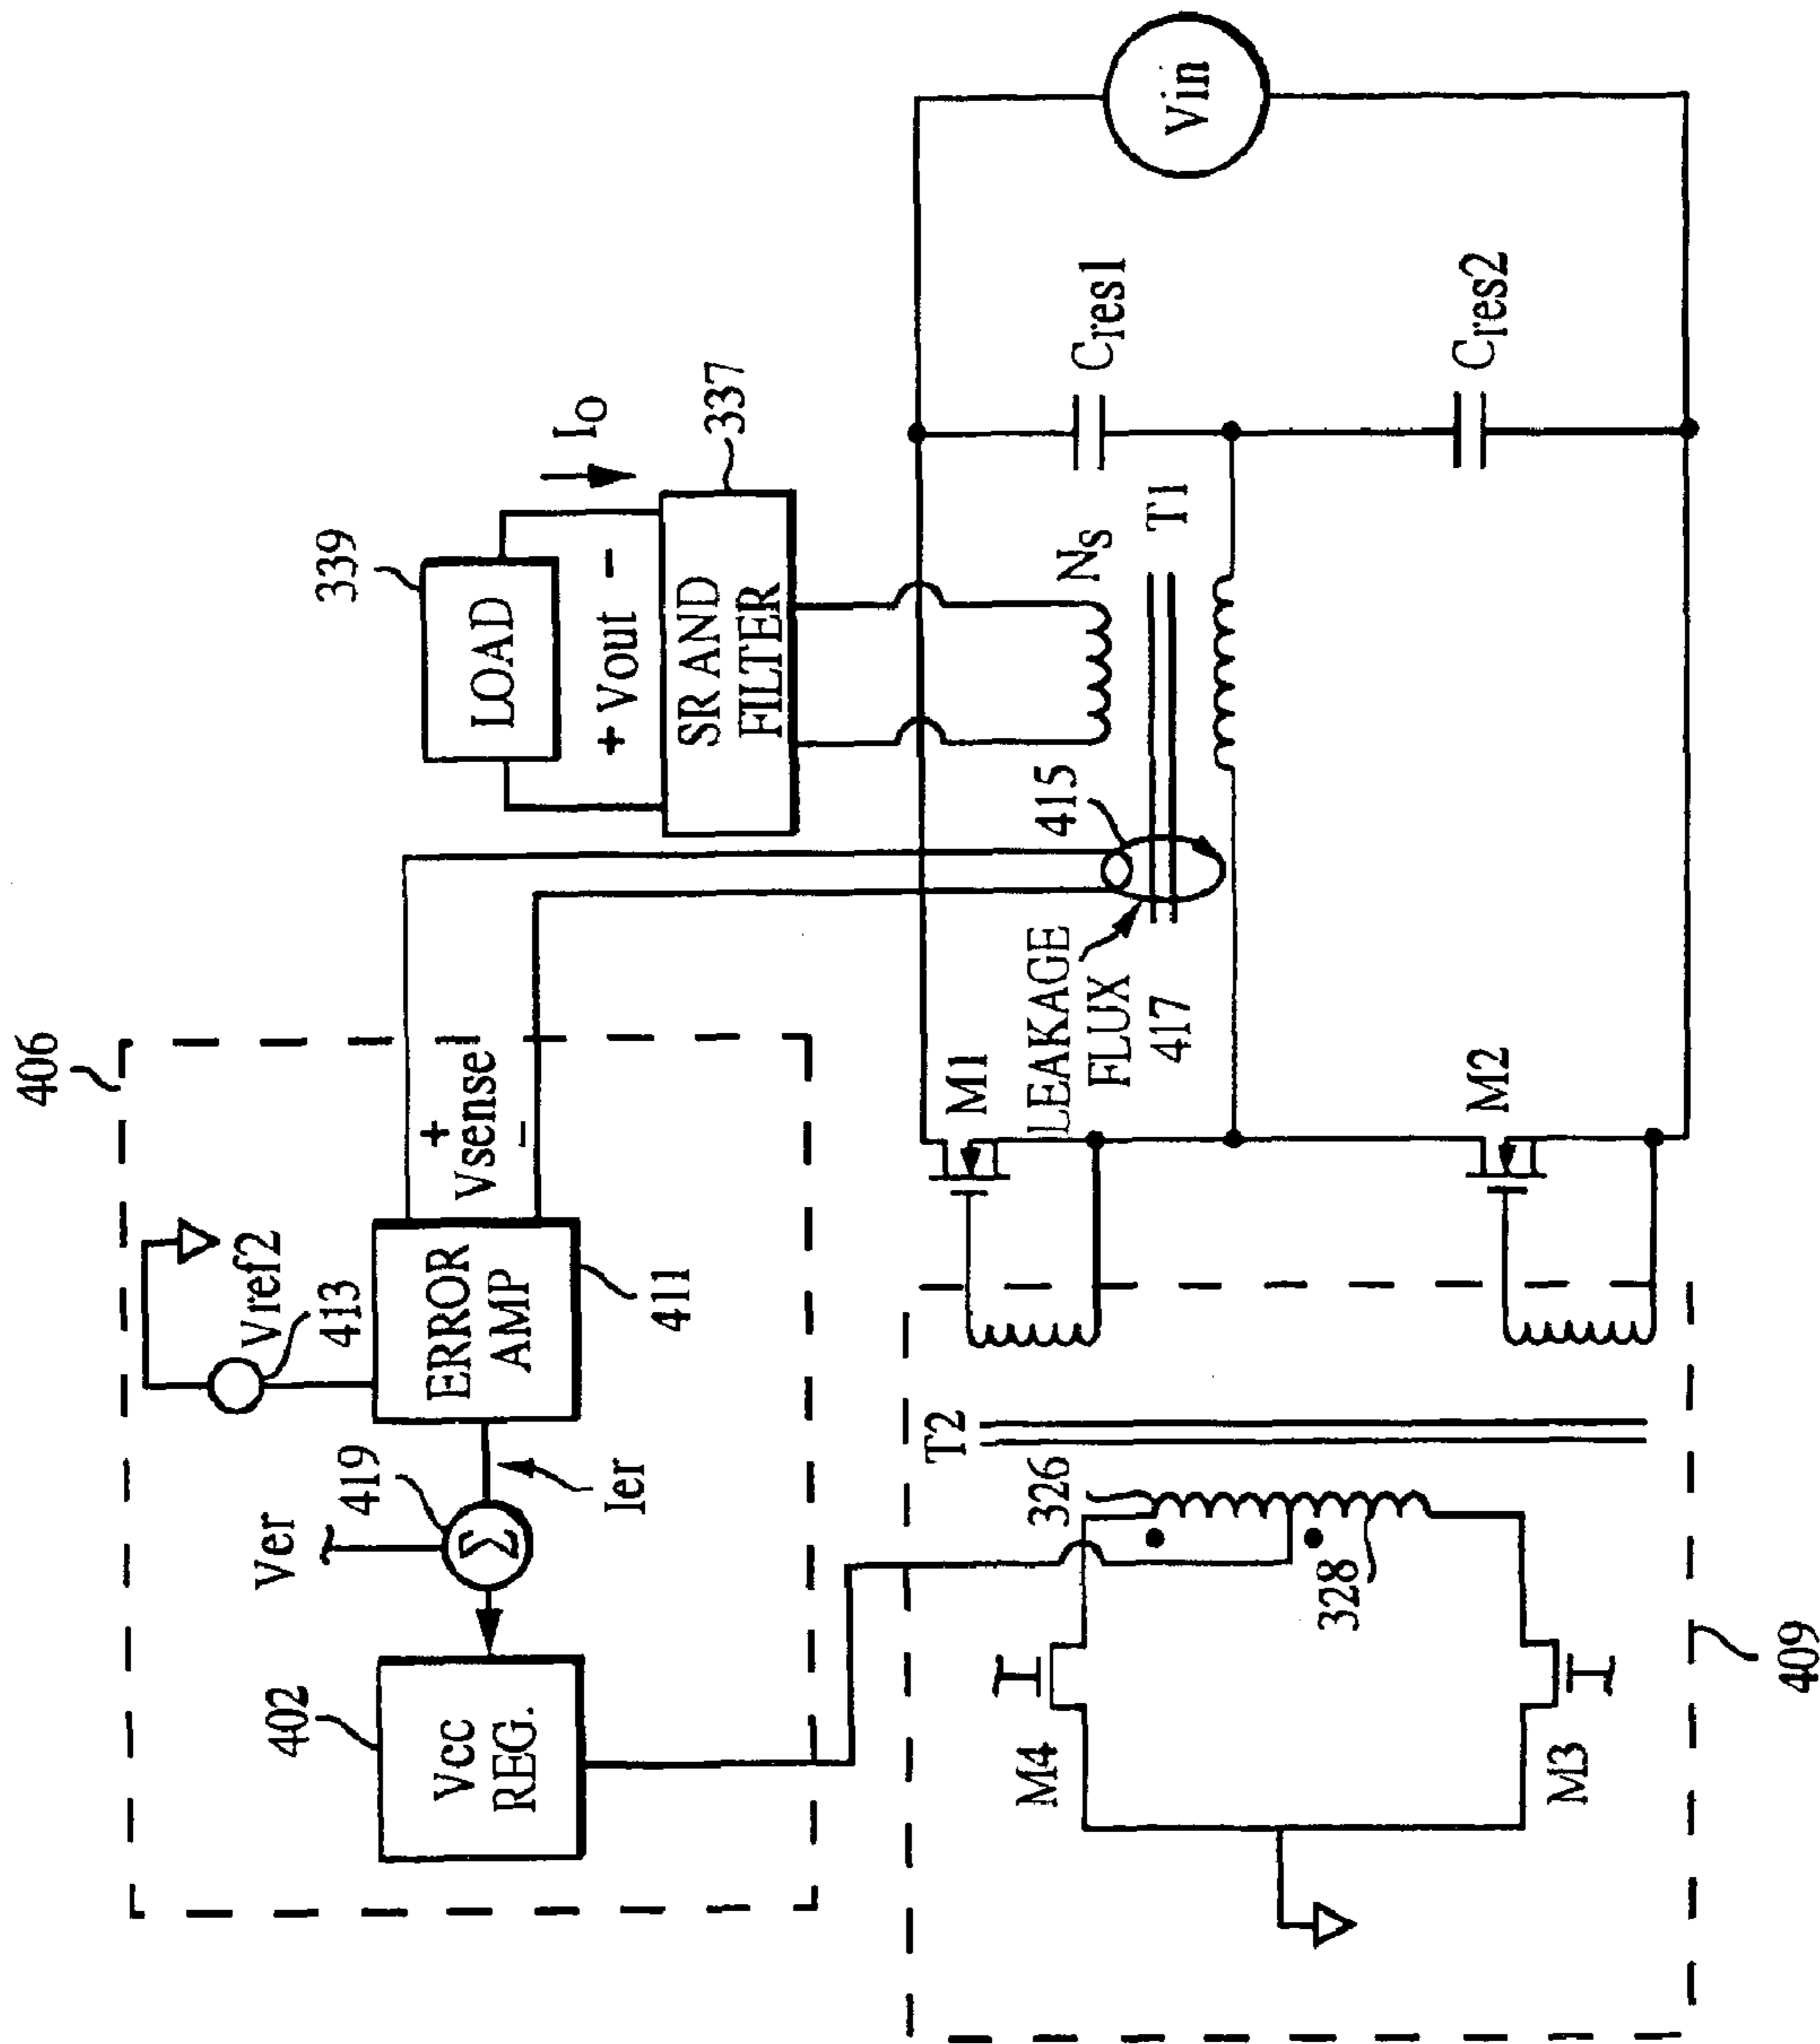 406
Ver
419
Vref2
413
402
Vcc
REG.
ERROR
AMP
Ier
411
+
Vsense1
=
339
LOAD
+ Vout -
IO
SR AND
FILTER
337
415
NS
T1
LEAKAGE
FLUX
417
M1
M2
Cres1
Cres2
Vin
T2
326
328
M4
M3
409
Σ